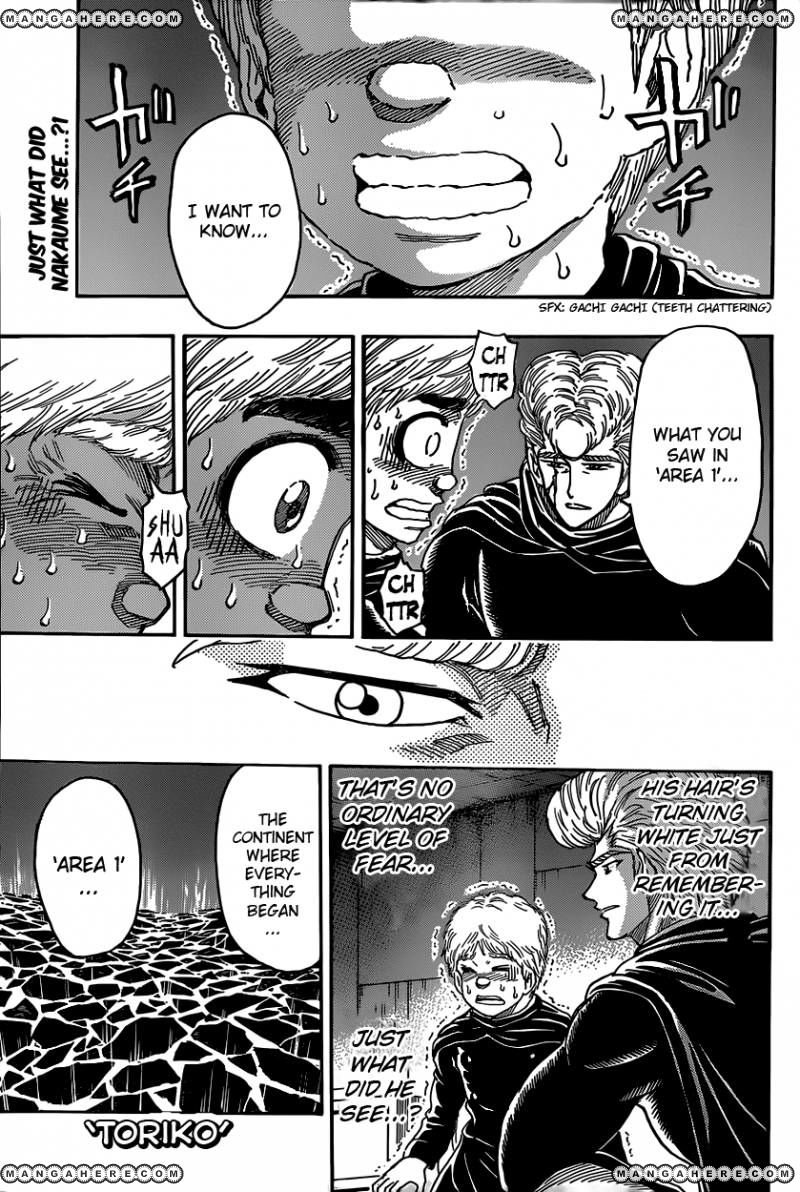 MANGAHERE.COM
MANGAHERE.COM
JUST WHAT DID
NAKAUME SEE...?!
ガチ
ガチ
I WANT TO
KNOW...
SFX: GACHI GACHI (TEETH CHATTERING)
WHAT YOU
SAW IN
'AREA 1'...
CH
TTR
CH
TTR
SHU
AA
HIS HAIR'S
TURNING
WHITE JUST
FROM
REMEMBER-
ING IT...
THAT'S NO
ORDINARY
LEVEL OF
FEAR...
JUST
WHAT
DID HE
SEE...?
THE
CONTINENT
WHERE
EVERY-
THING
BEGAN
...
'AREA 1'
...
'TORIKO'
MANGAHERE.COM
MANGAHERE.COM